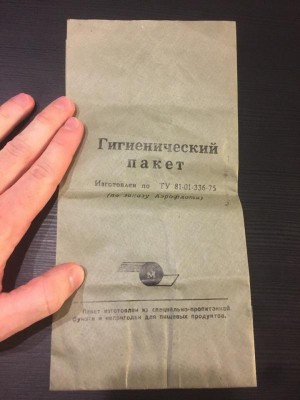 Гигиенический
пакет
Изготовлен по ТУ 81-01-336-75
(по заказу Аэрофлота)
М
Пакет изготовлен из специально-пропитанной
бумаги и непригоден для пищевых продуктов.